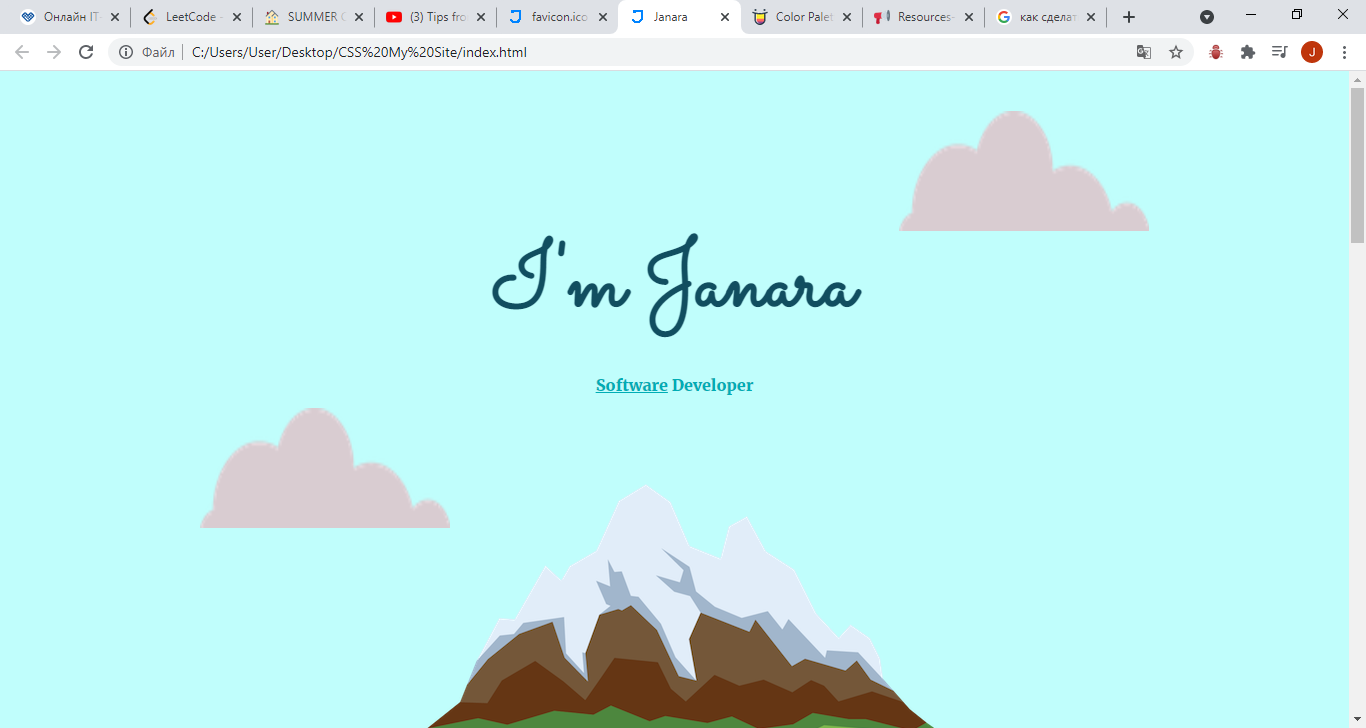 Онлайн IT-
LeetCode -
SUMMER C
(3) Tips fro
favicon.ico
Janara
Color Palet
Resources-
как сделат
Файл
C:/Users/User/Desktop/CSS%20My%20Site/index.html
J
I'm Janara
Software Developer